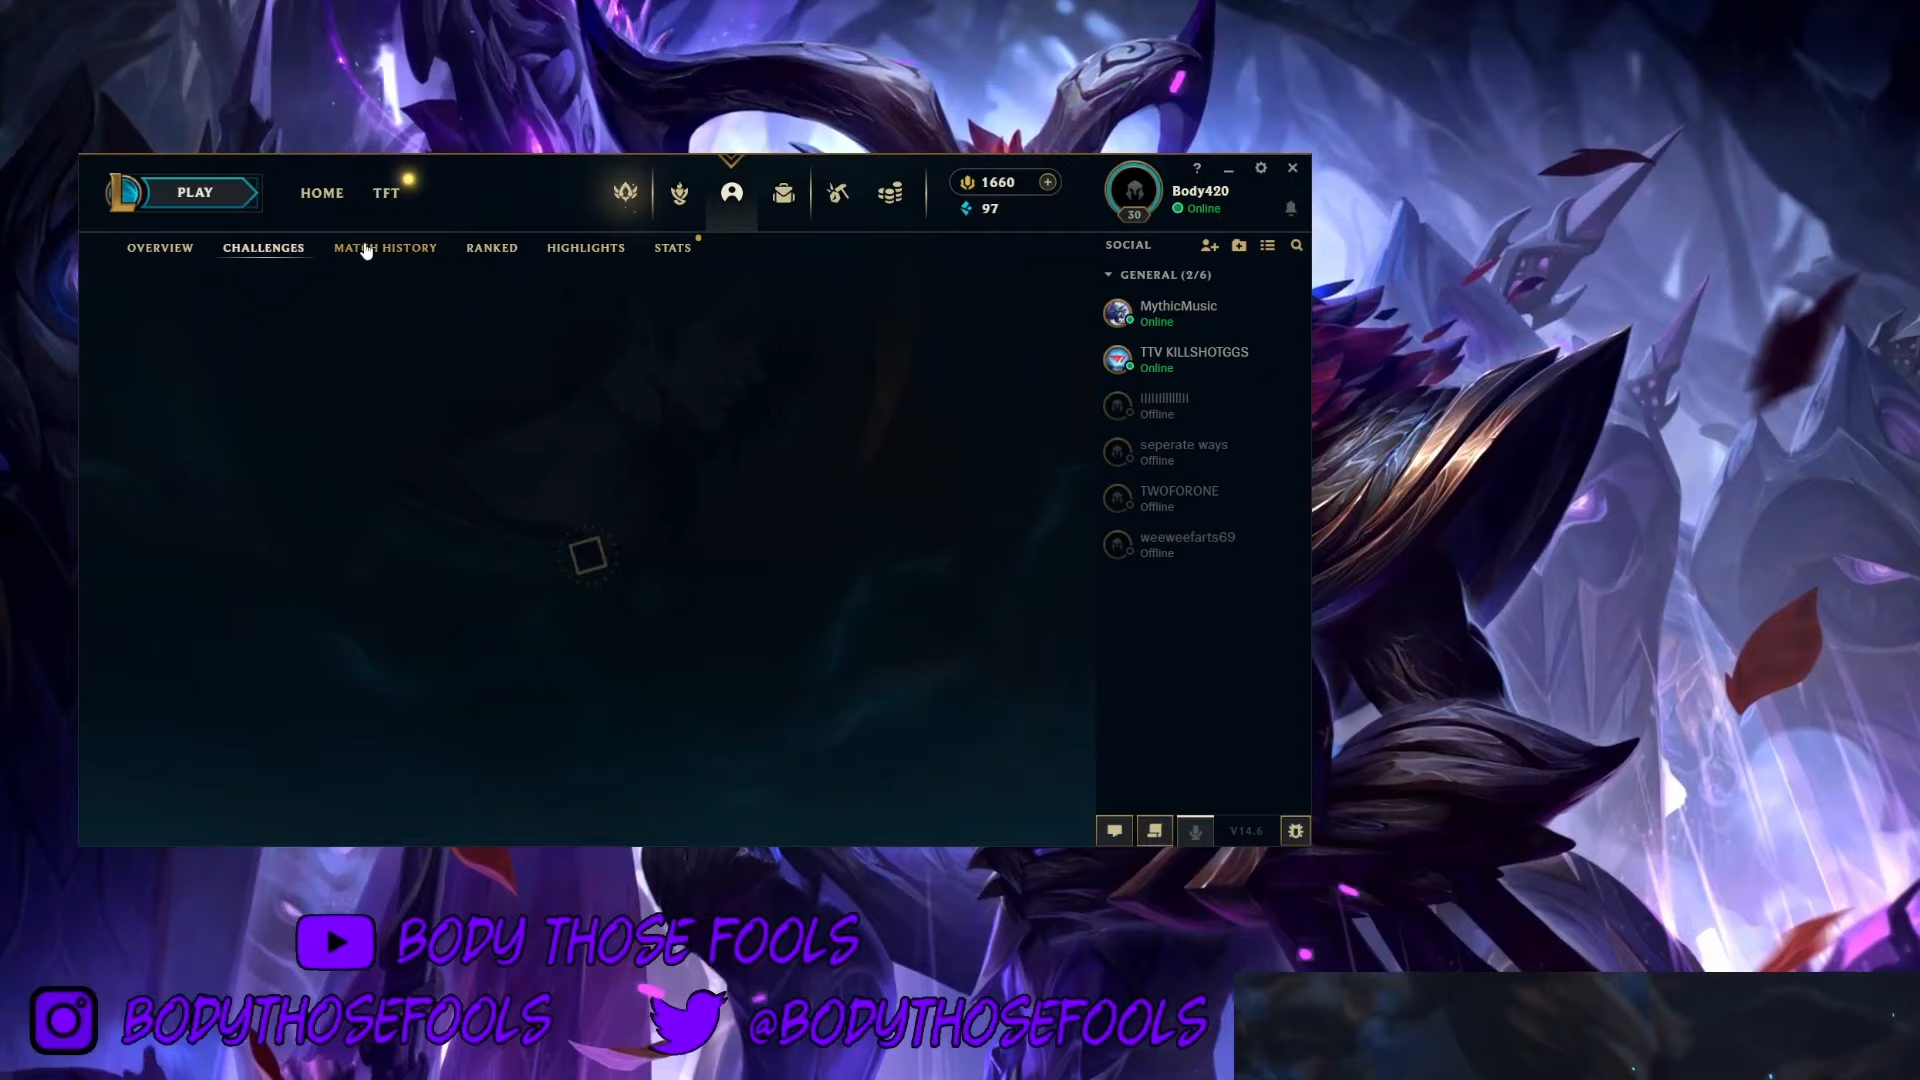 PLAY
HOME
TFT
1660
97
?
30
Body420
Online
OVERVIEW
CHALLENGES
MATCH HISTORY
RANKED
HIGHLIGHTS
STATS
SOCIAL
GENERAL (2/6)
MythicMusic
Online
TTV KILLSHOTGGS
Online
Offline
seperate ways
Offline
TWOFORONE
Offline
weeweefarts69
Offline
V14.6
BODY THOSE FOOLS
BODYTHOSEFOOLS
@BODYTHOSEFOOLS